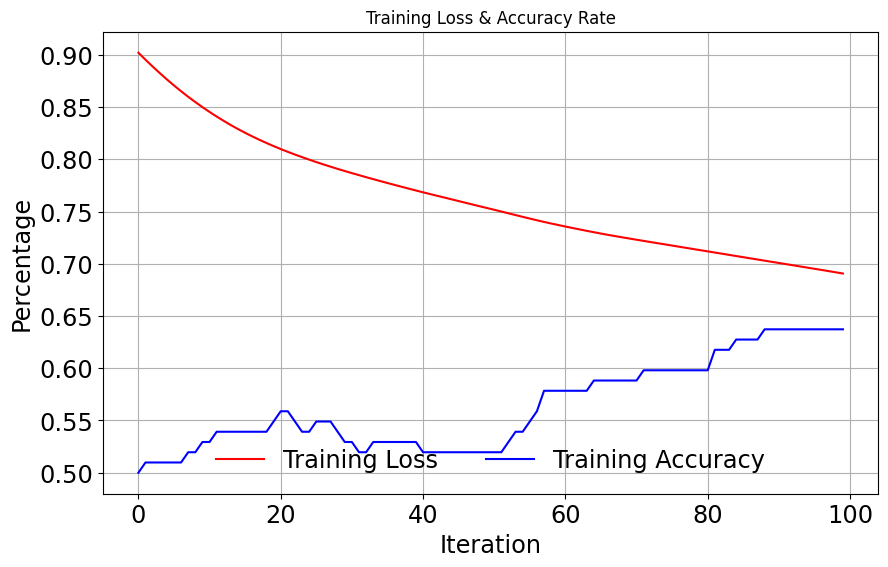 Training Loss & Accuracy Rate
0.90
0.85
0.80
0.75
0.70
0.65
0.60
0.55
0.50
Percentage
Training Loss Training Accuracy
0 20 40 60 80 100
Iteration